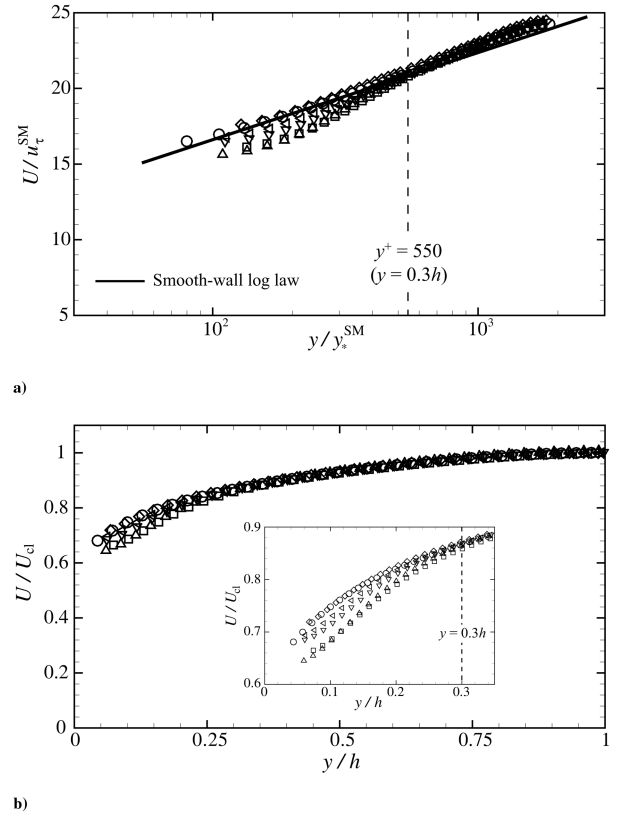 25
20
15
10
5
U / u_τ^SM
y⁺ = 550
(y = 0.3h)
Smooth-wall log law
10²
10³
y / y_*^SM
a)
1
0.8
0.6
0.4
0.2
0
U / U_cl
0.9
0.8
0.7
0.6
U / U_cl
y = 0.3h
0
0.1
0.2
0.3
y / h
0
0.25
0.5
0.75
1
y / h
b)